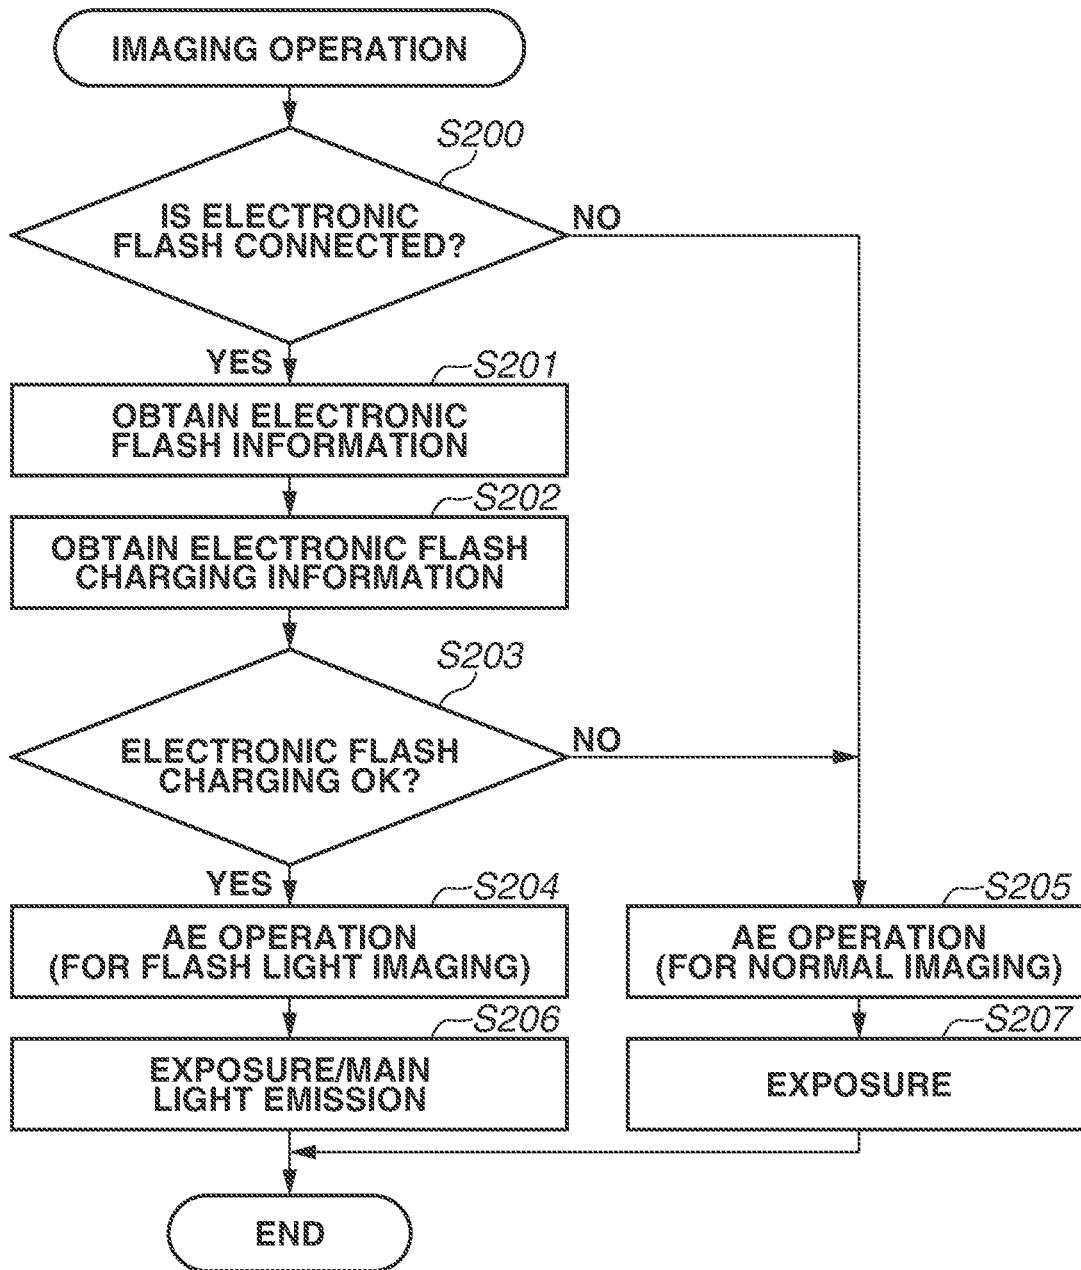 IMAGING OPERATION
S200
IS ELECTRONIC
FLASH CONNECTED?
NO
YES
S201
OBTAIN ELECTRONIC
FLASH INFORMATION
S202
OBTAIN ELECTRONIC FLASH
CHARGING INFORMATION
S203
ELECTRONIC FLASH
CHARGING OK?
NO
YES
S204
AE OPERATION
(FOR FLASH LIGHT IMAGING)
S205
AE OPERATION
(FOR NORMAL IMAGING)
S206
EXPOSURE/MAIN
LIGHT EMISSION
S207
EXPOSURE
END